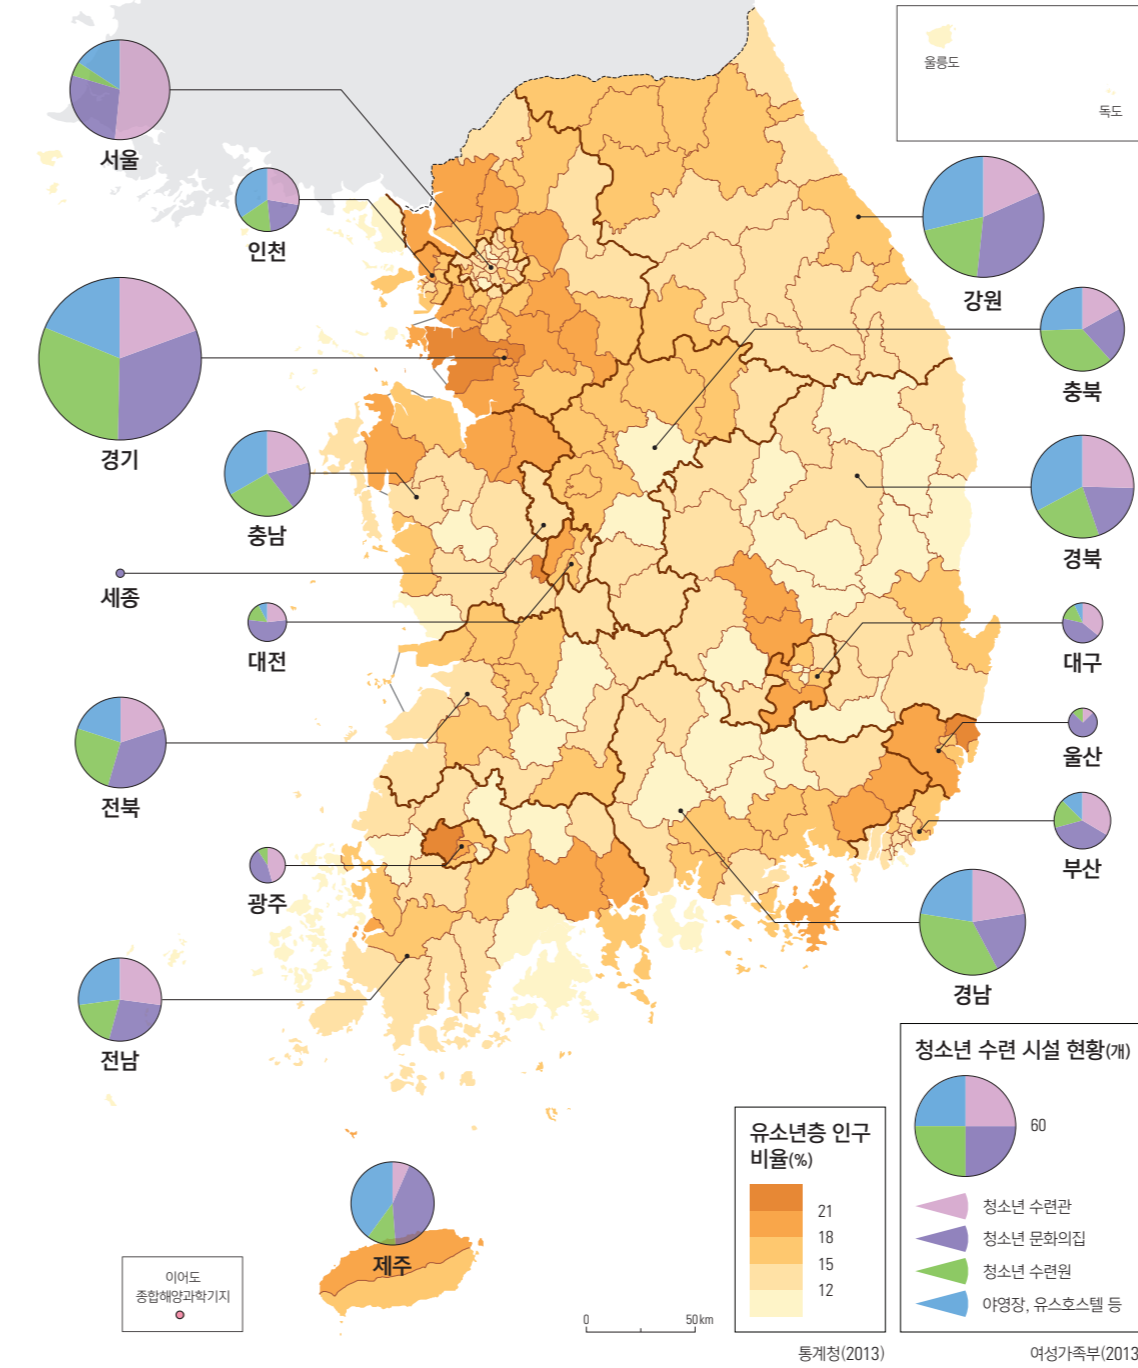 울릉도
독도
서울
인천
강원
충북
경기
충남
경북
세종
대전
대구
전북
울산
광주
부산
전남
경남
제주
이어도
종합해양과학기지
0
50 km
유소년층 인구
비율(%)
21
18
15
12
통계청(2013)
청소년 수련 시설 현황(개)
60
청소년 수련관
청소년 문화의집
청소년 수련원
야영장, 유스호스텔 등
여성가족부(2013